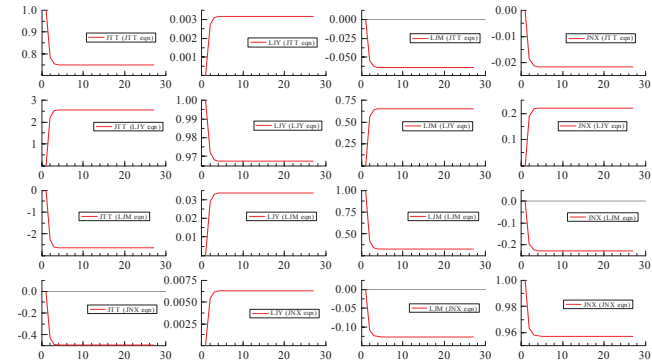 1.0 0.9 0.8 JTT (JTT eqn) 0 10 20 30
0.003 0.001 LJY (JTT eqn) 0 10 20 30
0.000 -0.050 LJM (JTT eqn) 0 10 20 30
-0.00 -0.01 -0.02 JNX (JTT eqn) 0 10 20 30
3 2 1 JTT (LJY eqn) 0 10 20 30
1.00 0.99 0.98 0.97 LJY (LJY eqn) 0 10 20 30
0.75 0.50 0.25 LJM (LJY eqn) 0 10 20 30
0.2 0.1 JNX (LJY eqn) 0 10 20 30
0 -1 -2 JTT (LJM eqn) 0 10 20 30
0.03 0.02 0.01 LJY (LJM eqn) 0 10 20 30
1.00 0.75 0.50 LJM (LJM eqn) 0 10 20 30
0.0 -0.1 -0.2 JNX (LJM eqn) 0 10 20 30
0.0 -0.2 -0.4 JTT (JNX eqn) 0 10 20 30
0.0075 0.0050 0.0025 0.0000 LJY (JNX eqn) 0 10 20 30
0.00 -0.05 -0.10 LJM (JNX eqn) 0 10 20 30
1.00 0.98 0.96 JNX (JNX eqn) 0 10 20 30